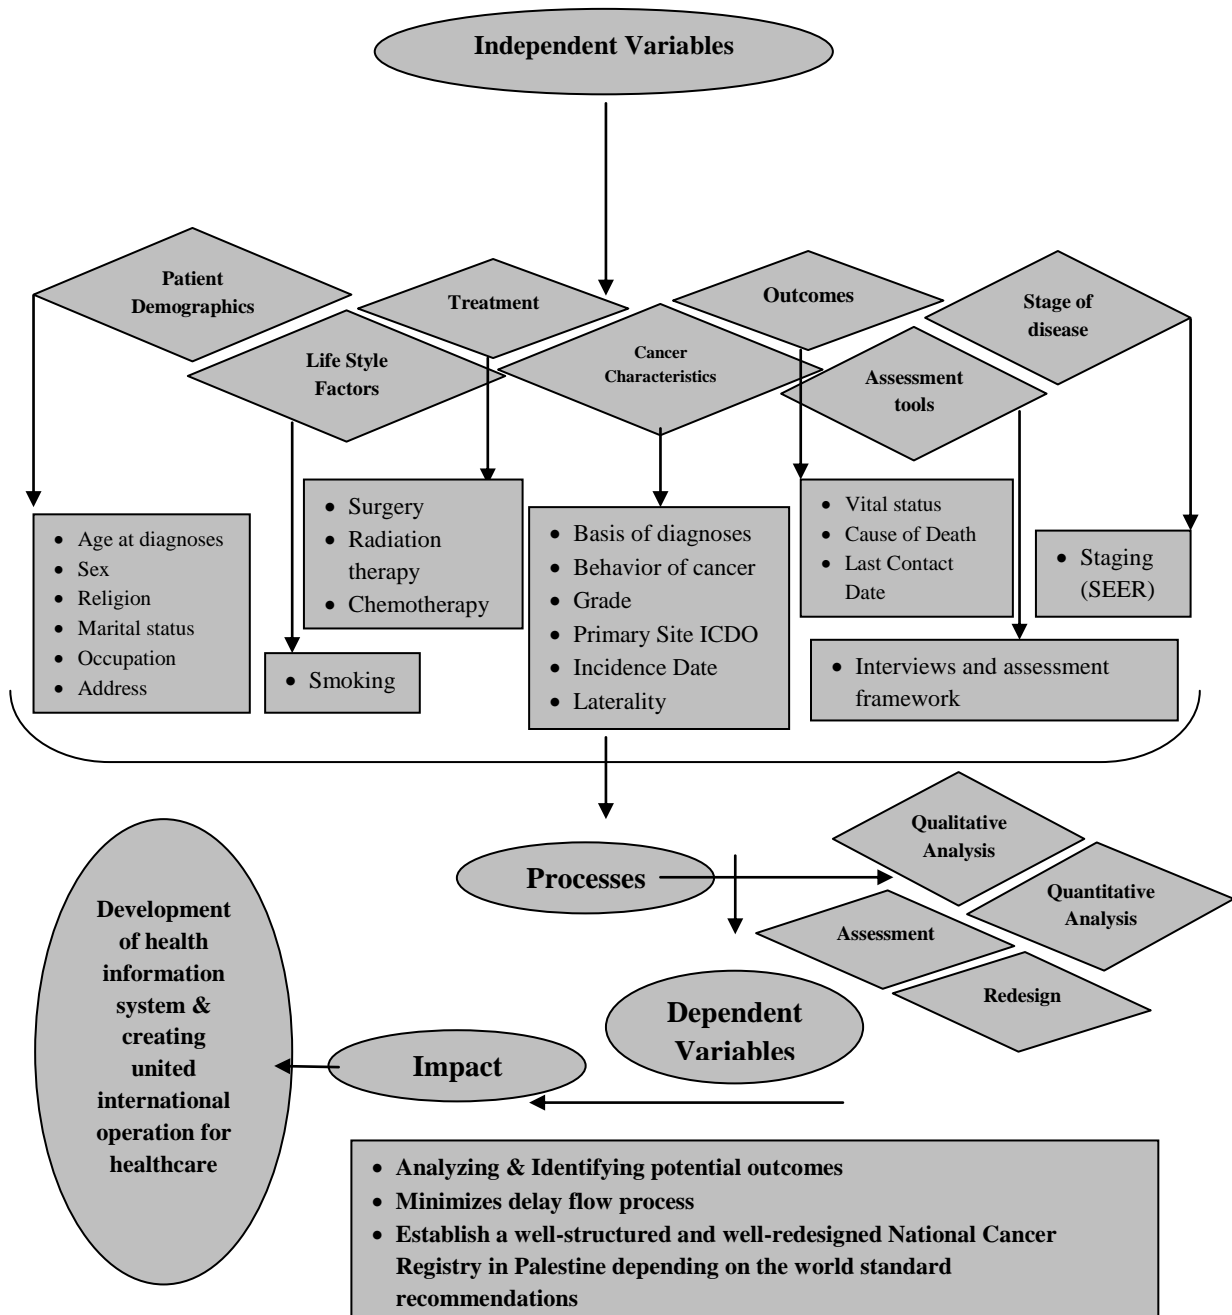 Independent Variables
Patient
Demographics
Life Style
Factors
Treatment
Cancer
Characteristics
Outcomes
Assessment
tools
Stage of
disease
• Age at diagnoses
• Sex
• Religion
• Marital status
• Occupation
• Address
• Smoking
• Surgery
• Radiation
therapy
• Chemotherapy
• Basis of diagnoses
• Behavior of cancer
• Grade
• Primary Site ICDO
• Incidence Date
• Laterality
• Vital status
• Cause of Death
• Last Contact
Date
• Interviews and assessment
framework
• Staging
(SEER)
Processes
Qualitative
Analysis
Quantitative
Analysis
Assessment
Redesign
Dependent
Variables
Impact
Development
of health
information
system &
creating
united
international
operation for
healthcare
• Analyzing & Identifying potential outcomes
• Minimizes delay flow process
• Establish a well-structured and well-redesigned National Cancer
Registry in Palestine depending on the world standard
recommendations